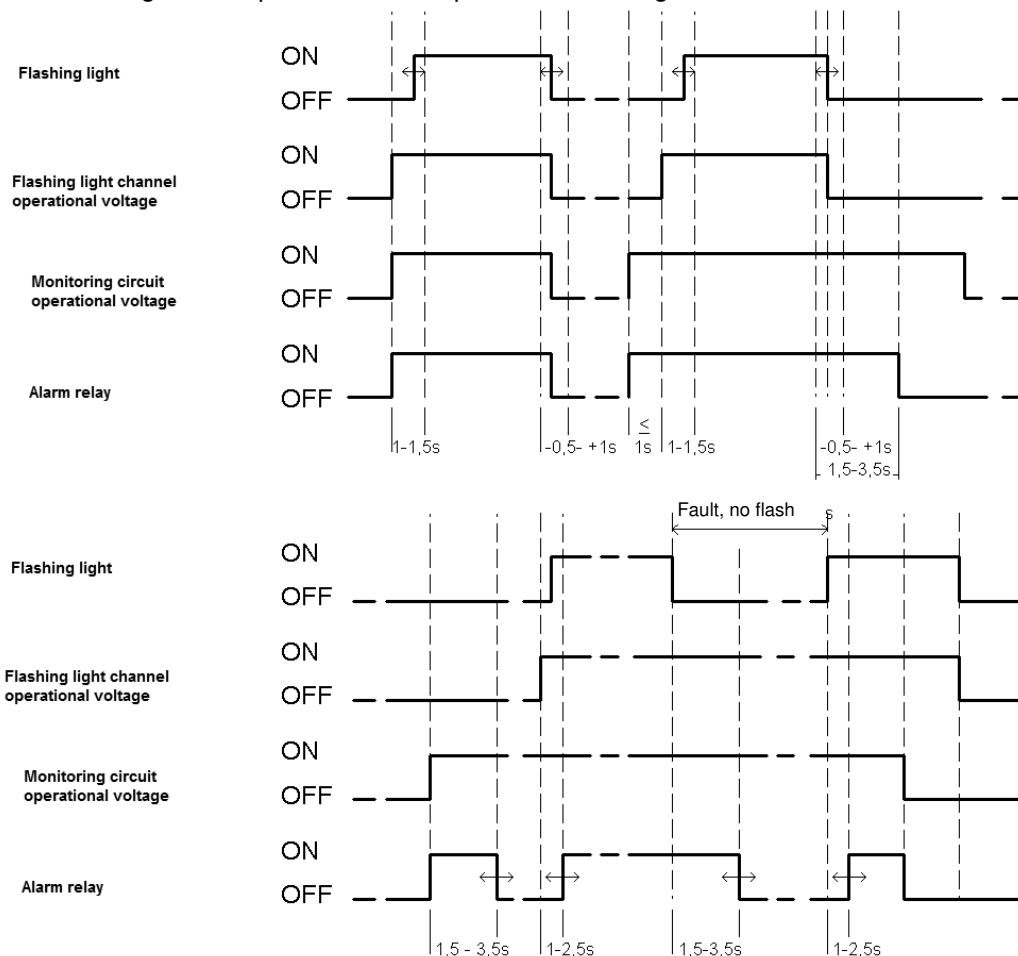 ON
Flashing light
OFF
ON
Flashing light channel
operational voltage
OFF
ON
Monitoring circuit
operational voltage
OFF
ON
Alarm relay
OFF
1-1,5s
-0,5- +1s
≤
1s
1-1,5s
-0,5- +1s
1,5-3,5s
Fault, no flash s
ON
Flashing light
OFF
ON
Flashing light channel
operational voltage
OFF
ON
Monitoring circuit
operational voltage
OFF
ON
Alarm relay
OFF
1,5 - 3,5s
1-2,5s
1,5-3,5s
1-2,5s